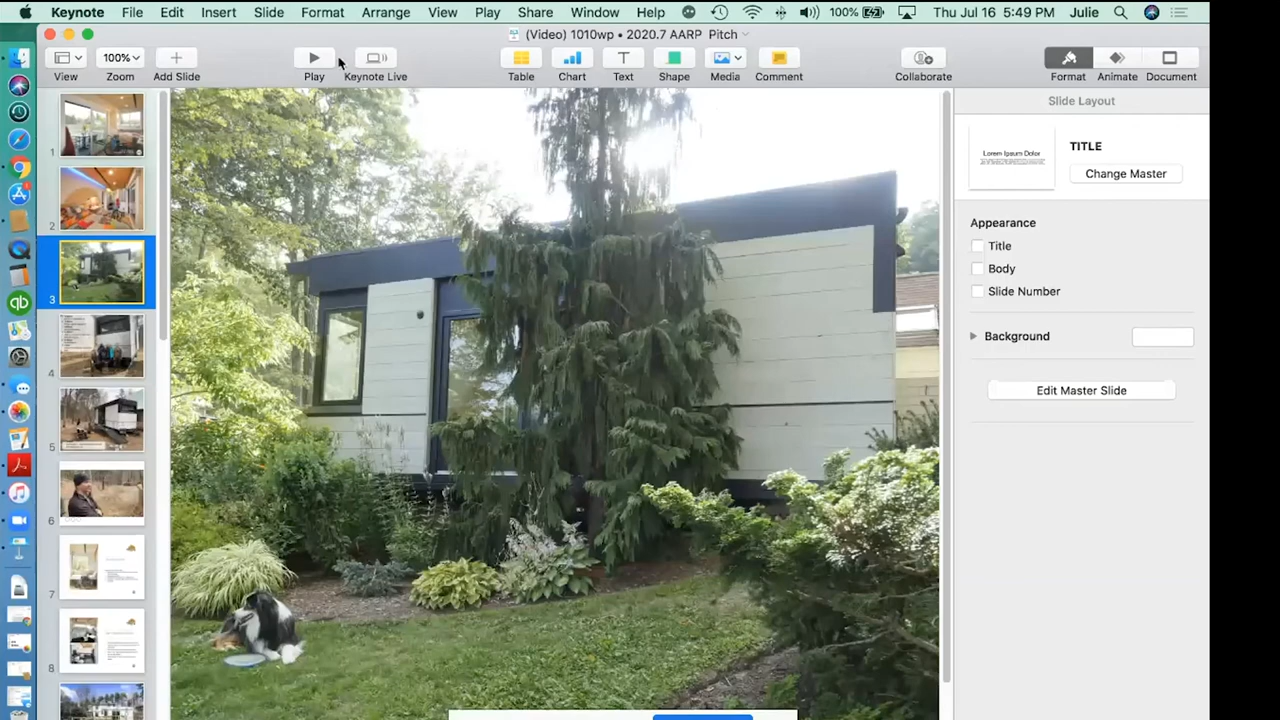 Keynote File Edit Insert Slide Format Arrange View Play Share Window Help 100% Thu Jul 16 5:49 PM Julie
(Video) 1010wp • 2020.7 AARP Pitch
100%
View Zoom Add Slide Play Keynote Live Table Chart Text Shape Media Comment Collaborate Format Animate Document
Slide Layout
Lorem Ipsum Dolor
TITLE
Change Master
Appearance
Title
Body
Slide Number
Background
Edit Master Slide
1
2
3
4
5
6
7
8